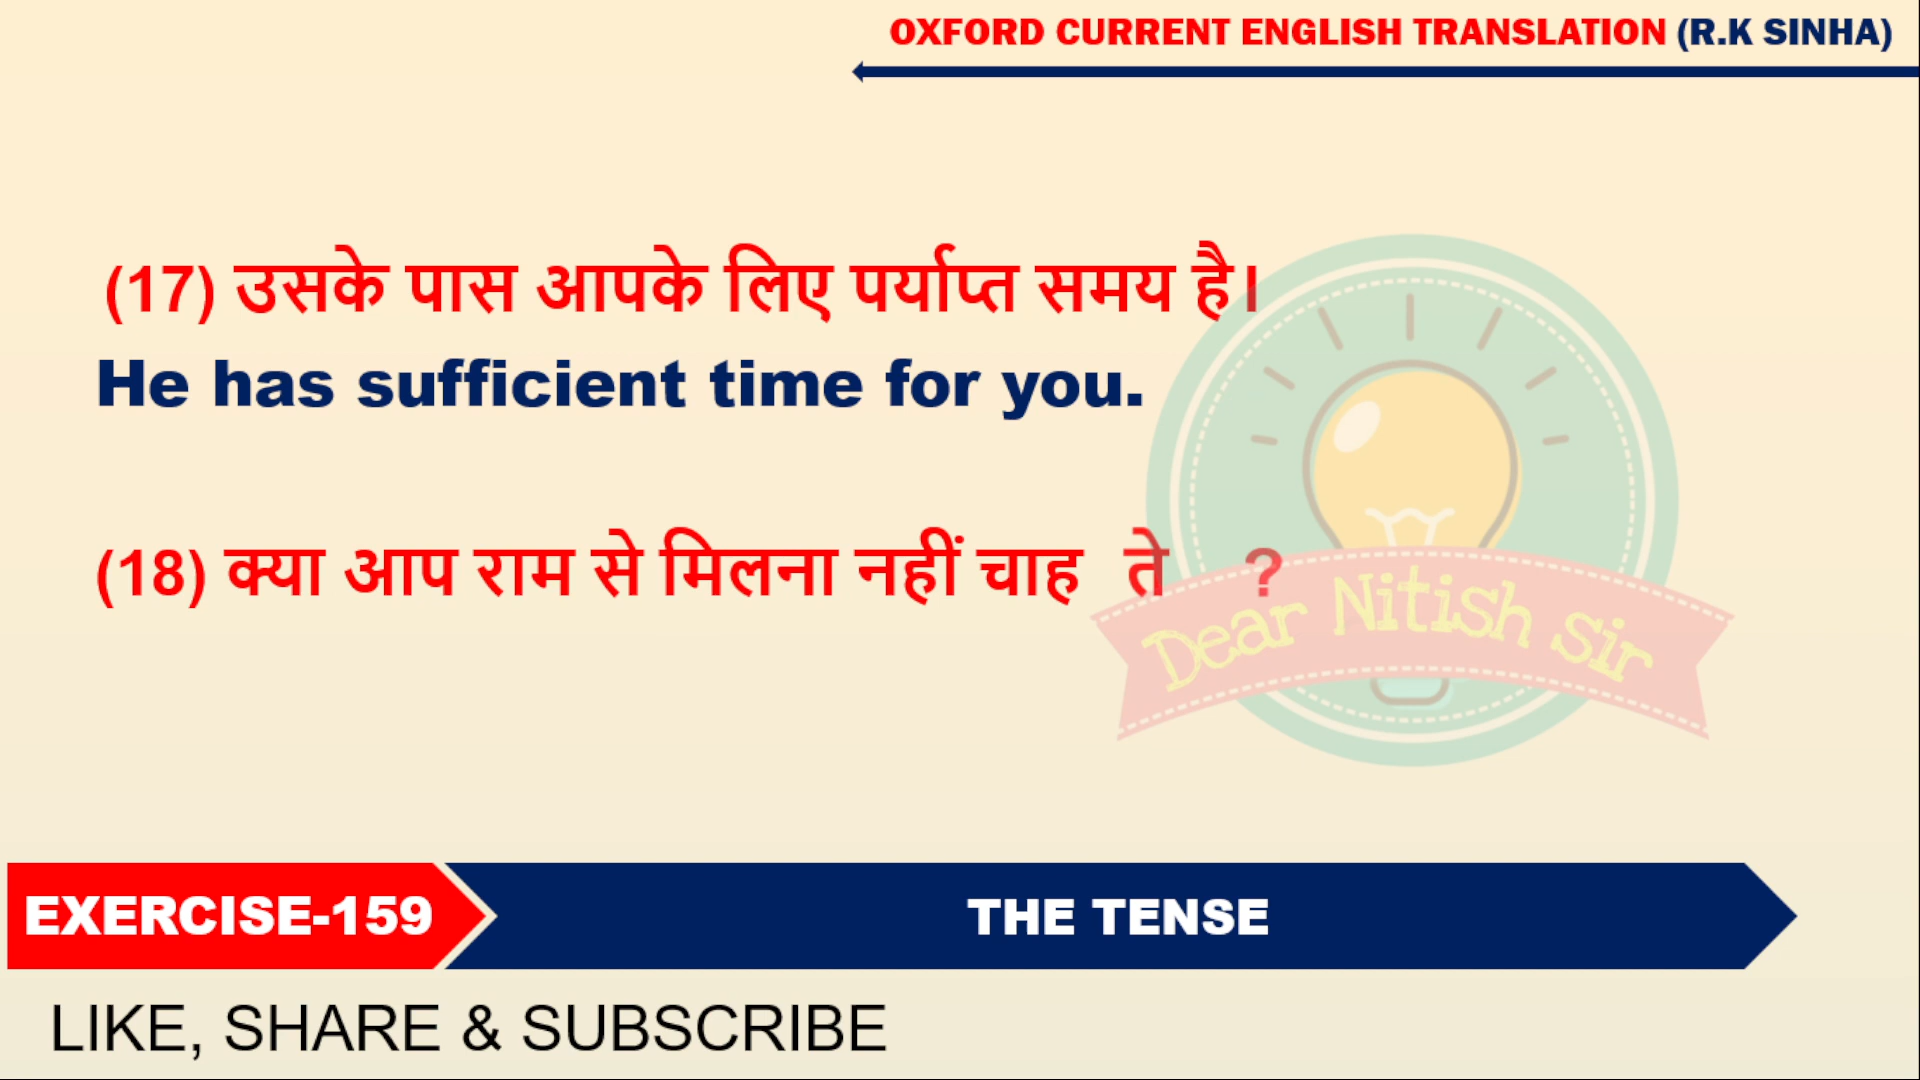 OXFORD CURRENT ENGLISH TRANSLATION (R.K SINHA)
(17) उसके पास आपके लिए पर्याप्त समय है।
He has sufficient time for you.
(18) क्या आप राम से मिलना नहीं चाह ते ?
Dear Nitish Sir
EXERCISE-159
THE TENSE
LIKE, SHARE & SUBSCRIBE